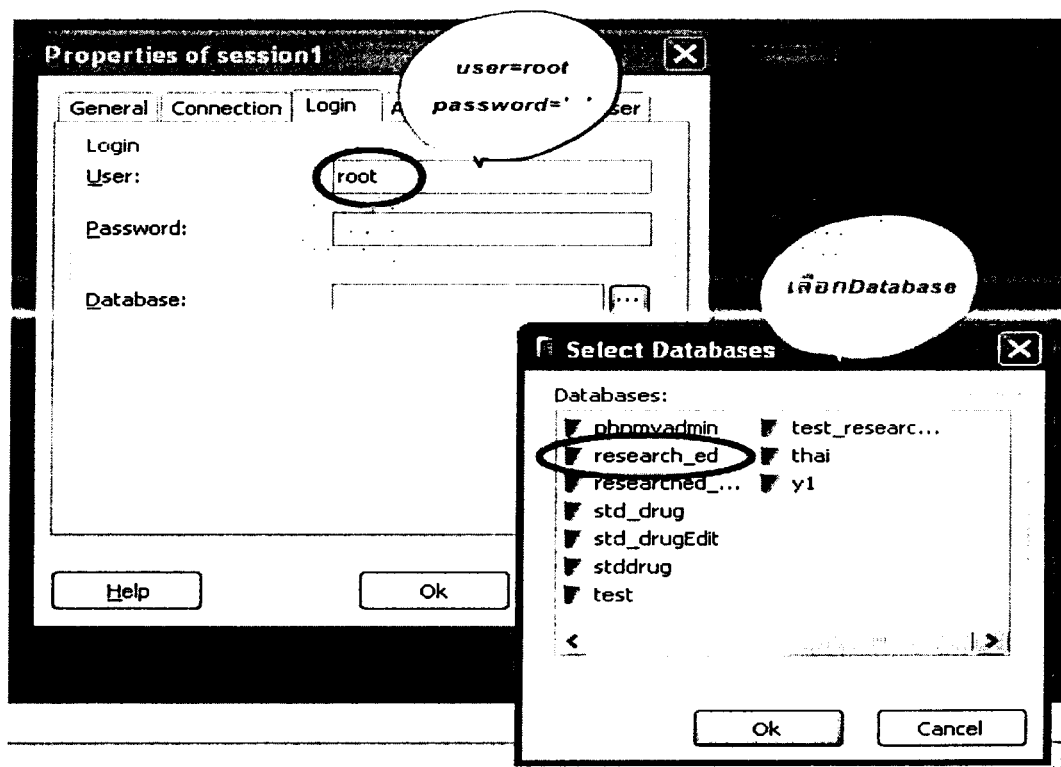 Properties of session1
user=root
password=' '
General Connection Login
ser
Login
User: root
Password:
Database: ...
เลือกDatabase
Select Databases
Databases:
phpmyadmin
research_ed
researched_...
std_drug
std_drugEdit
stddrug
test
test_researc...
thai
y1
Help
Ok
Ok
Cancel